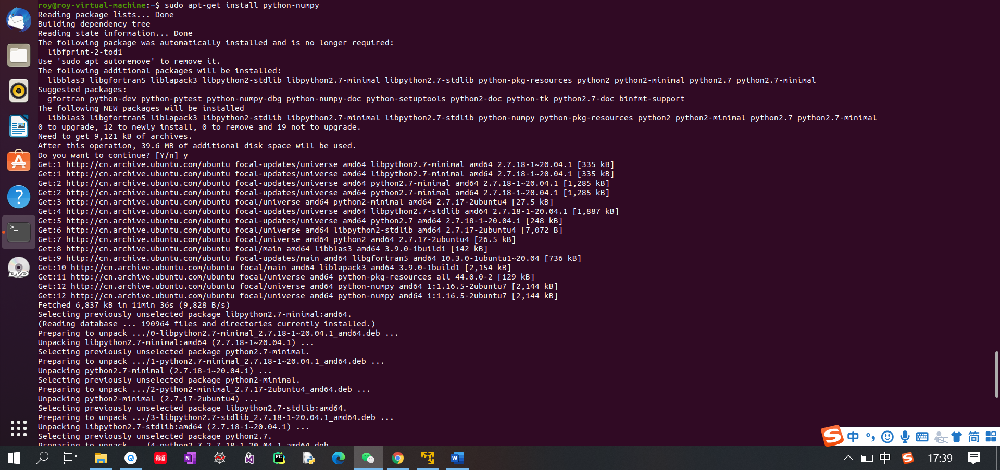 roy@roy-virtual-machine:~$ sudo apt-get install python-numpy
Reading package lists... Done
Building dependency tree
Reading state information... Done
The following package was automatically installed and is no longer required:
  libfprint-2-tod1
Use 'sudo apt autoremove' to remove it.
The following additional packages will be installed:
  libblas3 libgfortran5 liblapack3 libpython2-stdlib libpython2.7-minimal libpython2.7-stdlib python-pkg-resources python2 python2-minimal python2.7 python2.7-minimal
Suggested packages:
  gfortran python-dev python-pytest python-numpy-dbg python-numpy-doc python-setuptools python2-doc python-tk python2.7-doc binfmt-support
The following NEW packages will be installed
  libblas3 libgfortran5 liblapack3 libpython2-stdlib libpython2.7-minimal libpython2.7-stdlib python-numpy python-pkg-resources python2 python2-minimal python2.7 python2.7-minimal
0 to upgrade, 12 to newly install, 0 to remove and 19 not to upgrade.
Need to get 9,121 kB of archives.
After this operation, 39.6 MB of additional disk space will be used.
Do you want to continue? [Y/n] y
Get:1 http://cn.archive.ubuntu.com/ubuntu focal-updates/universe amd64 libpython2.7-minimal amd64 2.7.18-1~20.04.1 [335 kB]
Get:1 http://cn.archive.ubuntu.com/ubuntu focal-updates/universe amd64 libpython2.7-minimal amd64 2.7.18-1~20.04.1 [335 kB]
Get:2 http://cn.archive.ubuntu.com/ubuntu focal-updates/universe amd64 python2.7-minimal amd64 2.7.18-1~20.04.1 [1,285 kB]
Get:2 http://cn.archive.ubuntu.com/ubuntu focal-updates/universe amd64 python2.7-minimal amd64 2.7.18-1~20.04.1 [1,285 kB]
Get:3 http://cn.archive.ubuntu.com/ubuntu focal/universe amd64 python2-minimal amd64 2.7.17-2ubuntu4 [27.5 kB]
Get:4 http://cn.archive.ubuntu.com/ubuntu focal-updates/universe amd64 libpython2.7-stdlib amd64 2.7.18-1~20.04.1 [1,887 kB]
Get:5 http://cn.archive.ubuntu.com/ubuntu focal-updates/universe amd64 python2.7 amd64 2.7.18-1~20.04.1 [248 kB]
Get:6 http://cn.archive.ubuntu.com/ubuntu focal/universe amd64 libpython2-stdlib amd64 2.7.17-2ubuntu4 [7,072 B]
Get:7 http://cn.archive.ubuntu.com/ubuntu focal/universe amd64 python2 amd64 2.7.17-2ubuntu4 [26.5 kB]
Get:8 http://cn.archive.ubuntu.com/ubuntu focal/main amd64 libblas3 amd64 3.9.0-1build1 [142 kB]
Get:9 http://cn.archive.ubuntu.com/ubuntu focal-updates/main amd64 libgfortran5 amd64 10.3.0-1ubuntu1~20.04 [736 kB]
Get:10 http://cn.archive.ubuntu.com/ubuntu focal/main amd64 liblapack3 amd64 3.9.0-1build1 [2,154 kB]
Get:11 http://cn.archive.ubuntu.com/ubuntu focal/universe amd64 python-pkg-resources all 44.0.0-2 [129 kB]
Get:12 http://cn.archive.ubuntu.com/ubuntu focal/universe amd64 python-numpy amd64 1:1.16.5-2ubuntu7 [2,144 kB]
Get:12 http://cn.archive.ubuntu.com/ubuntu focal/universe amd64 python-numpy amd64 1:1.16.5-2ubuntu7 [2,144 kB]
Fetched 6,837 kB in 11min 36s (9,828 B/s)
Selecting previously unselected package libpython2.7-minimal:amd64.
(Reading database ... 190964 files and directories currently installed.)
Preparing to unpack .../0-libpython2.7-minimal_2.7.18-1~20.04.1_amd64.deb ...
Unpacking libpython2.7-minimal:amd64 (2.7.18-1~20.04.1) ...
Selecting previously unselected package python2.7-minimal.
Preparing to unpack .../1-python2.7-minimal_2.7.18-1~20.04.1_amd64.deb ...
Unpacking python2.7-minimal (2.7.18-1~20.04.1) ...
Selecting previously unselected package python2-minimal.
Preparing to unpack .../2-python2-minimal_2.7.17-2ubuntu4_amd64.deb ...
Unpacking python2-minimal (2.7.17-2ubuntu4) ...
Selecting previously unselected package libpython2.7-stdlib:amd64.
Preparing to unpack .../3-libpython2.7-stdlib_2.7.18-1~20.04.1_amd64.deb ...
Unpacking libpython2.7-stdlib:amd64 (2.7.18-1~20.04.1) ...
Selecting previously unselected package python2.7.
DVD
中 简
有道 N PC W 中 17:39